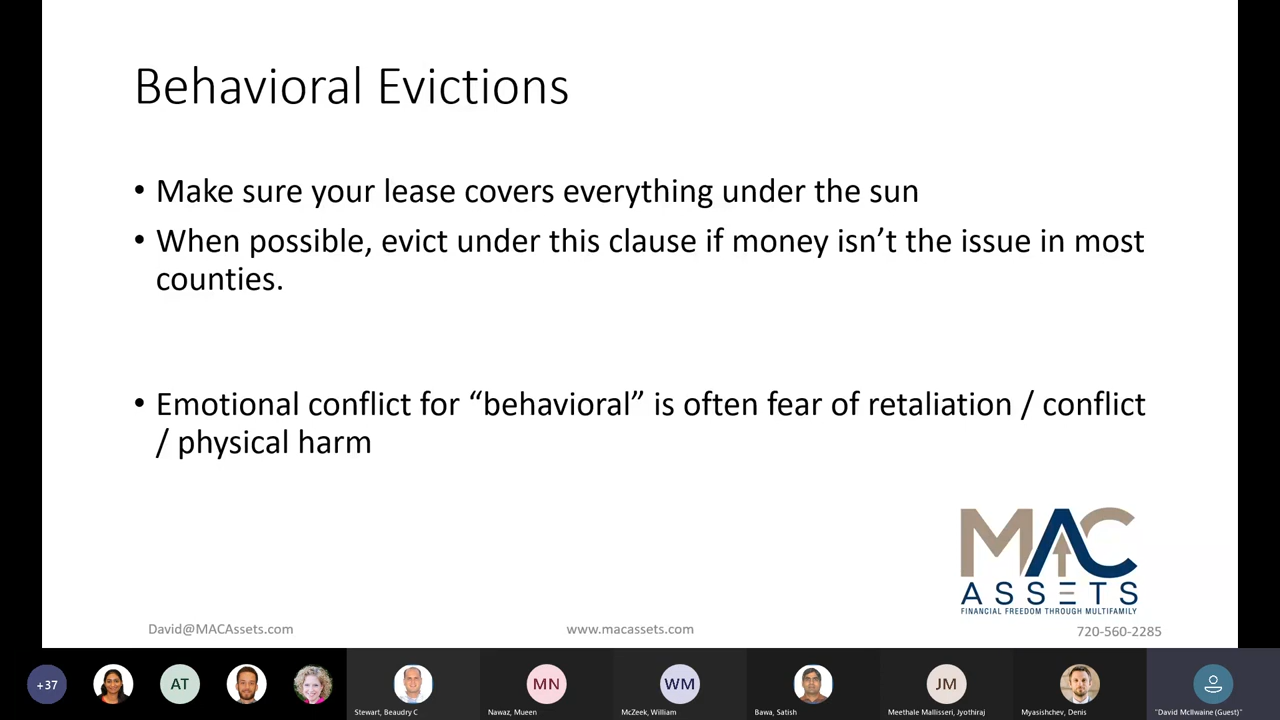 Behavioral Evictions
• Make sure your lease covers everything under the sun
• When possible, evict under this clause if money isn’t the issue in most
counties.
• Emotional conflict for “behavioral” is often fear of retaliation / conflict
/ physical harm
MAC
ASSETS
FINANCIAL FREEDOM THROUGH MULTIFAMILY
David@MACAssets.com
www.macassets.com
720-560-2285
+37
AT
MN
WM
JM
Stewart, Beaudry C
Nawaz, Mueen
McZeek, William
Bawa, Satish
Meethale Mallisseri, Jyothiraj
Myasishchev, Denis
"David McIlwaine (Guest)"